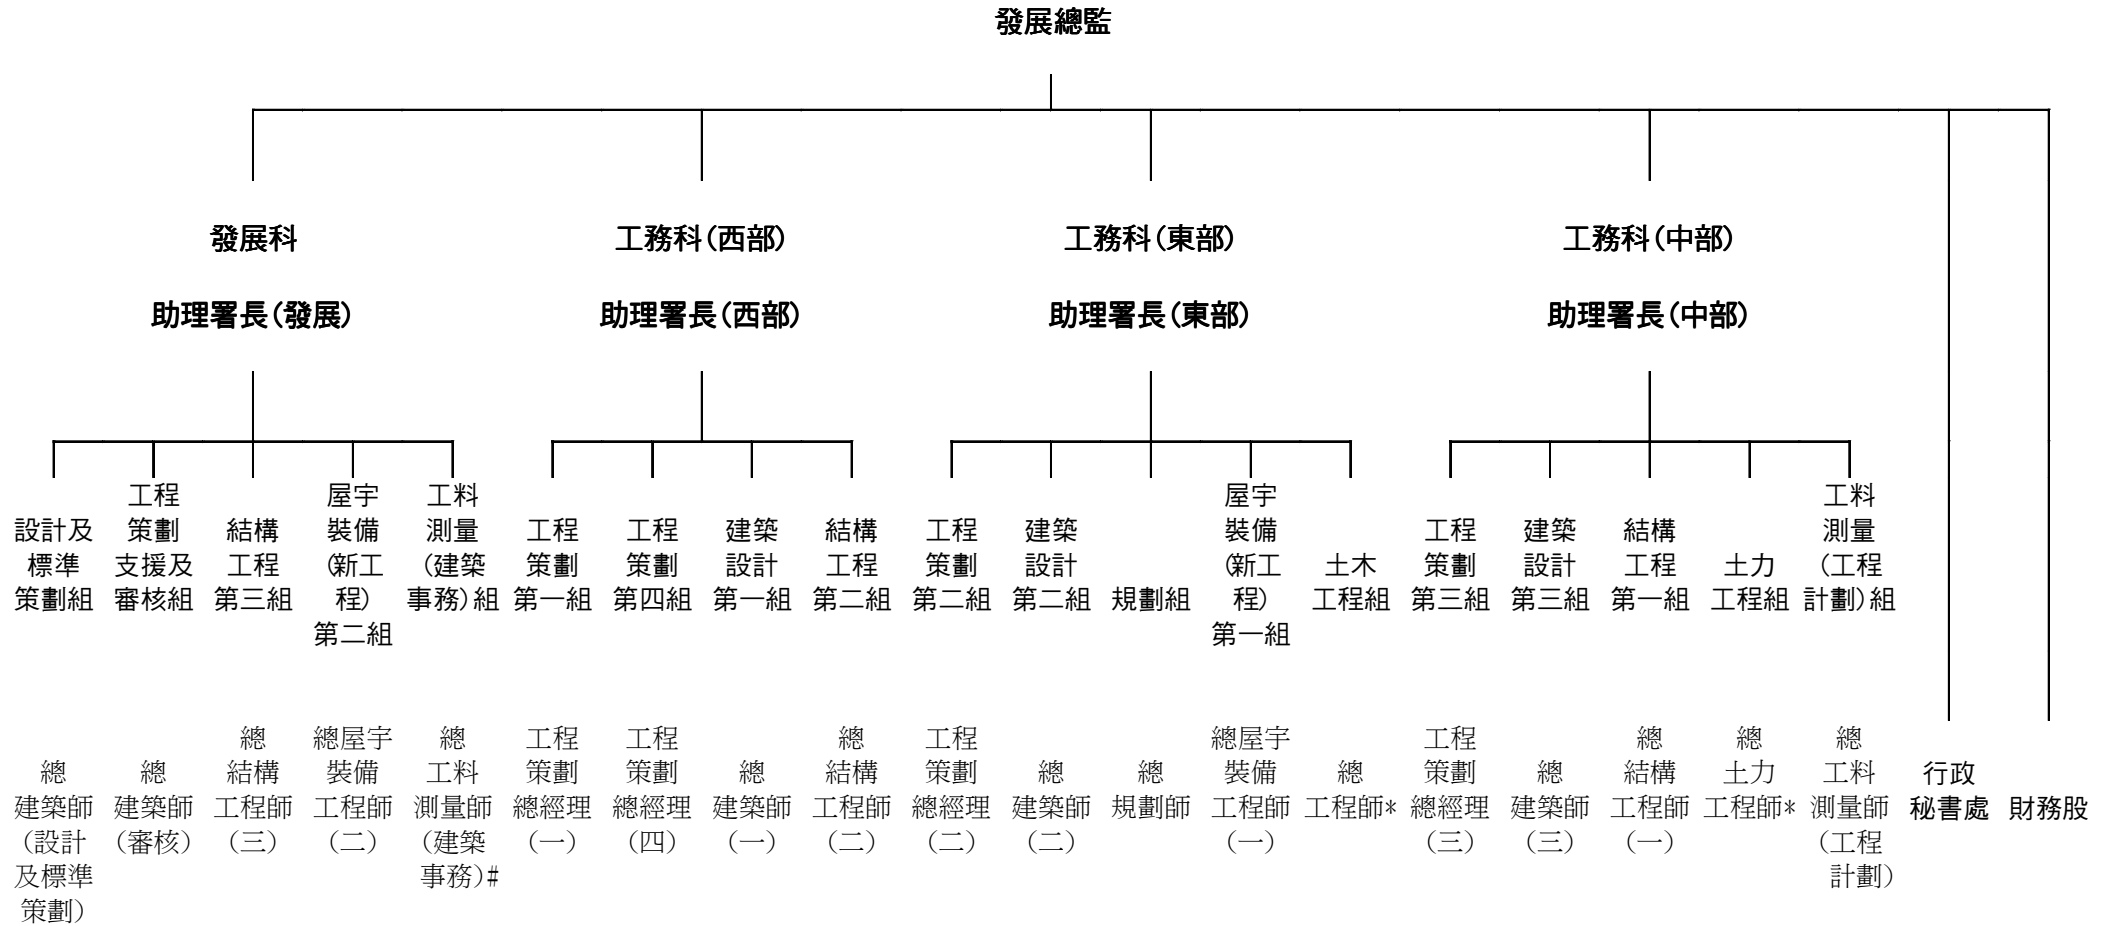 發展總監
發展科
工務科(西部)
工務科(東部)
工務科(中部)
助理署長(發展)
助理署長(西部)
助理署長(東部)
助理署長(中部)
設計及
標準
策劃組
工程
策劃
支援及
審核組
結構
工程
第三組
屋宇
裝備
(新工
程)
第二組
工料
測量
(建築
事務)組
工程
策劃
第一組
工程
策劃
第四組
建築
設計
第一組
結構
工程
第二組
工程
策劃
第二組
建築
設計
第二組
規劃組
屋宇
裝備
(新工
程)
第一組
土木
工程組
工程
策劃
第三組
建築
設計
第三組
結構
工程
第一組
土力
工程組
工料
測量
(工程
計劃)組
總
建築師
(設計
及標準
策劃)
總
建築師
(審核)
總
結構
工程師
(三)
總屋宇
裝備
工程師
(二)
總
工料
測量師
(建築
事務)#
工程
策劃
總經理
(一)
工程
策劃
總經理
(四)
總
建築師
(一)
總
結構
工程師
(二)
工程
策劃
總經理
(二)
總
建築師
(二)
總
規劃師
總屋宇
裝備
工程師
(一)
總
工程師*
工程
策劃
總經理
(三)
總
建築師
(三)
總
結構
工程師
(一)
總
土力
工程師*
總
工料
測量師
(工程
計劃)
行政
秘書處
財務股